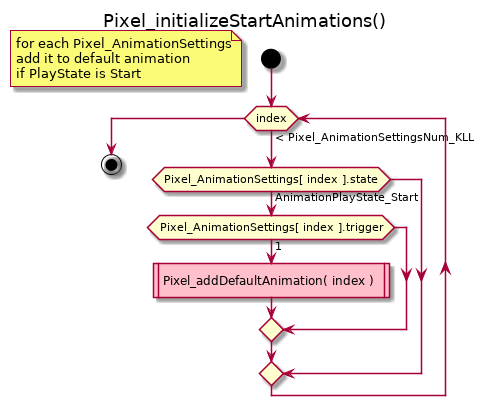 Pixel_initializeStartAnimations()
for each Pixel_AnimationSettings
add it to default animation
if PlayState is Start
index
< Pixel_AnimationSettingsNum_KLL
Pixel_AnimationSettings[ index ].state
AnimationPlayState_Start
Pixel_AnimationSettings[ index ].trigger
1
Pixel_addDefaultAnimation( index )